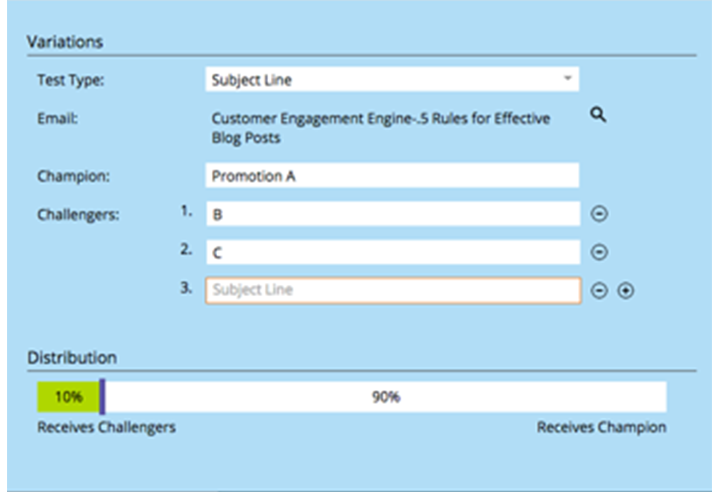 Variations
Test Type: Subject Line
Email: Customer Engagement Engine-.5 Rules for Effective
Blog Posts
Champion: Promotion A
Challengers: 1. B
2. C
3. Subject Line
Distribution
10% 90%
Receives Challengers Receives Champion